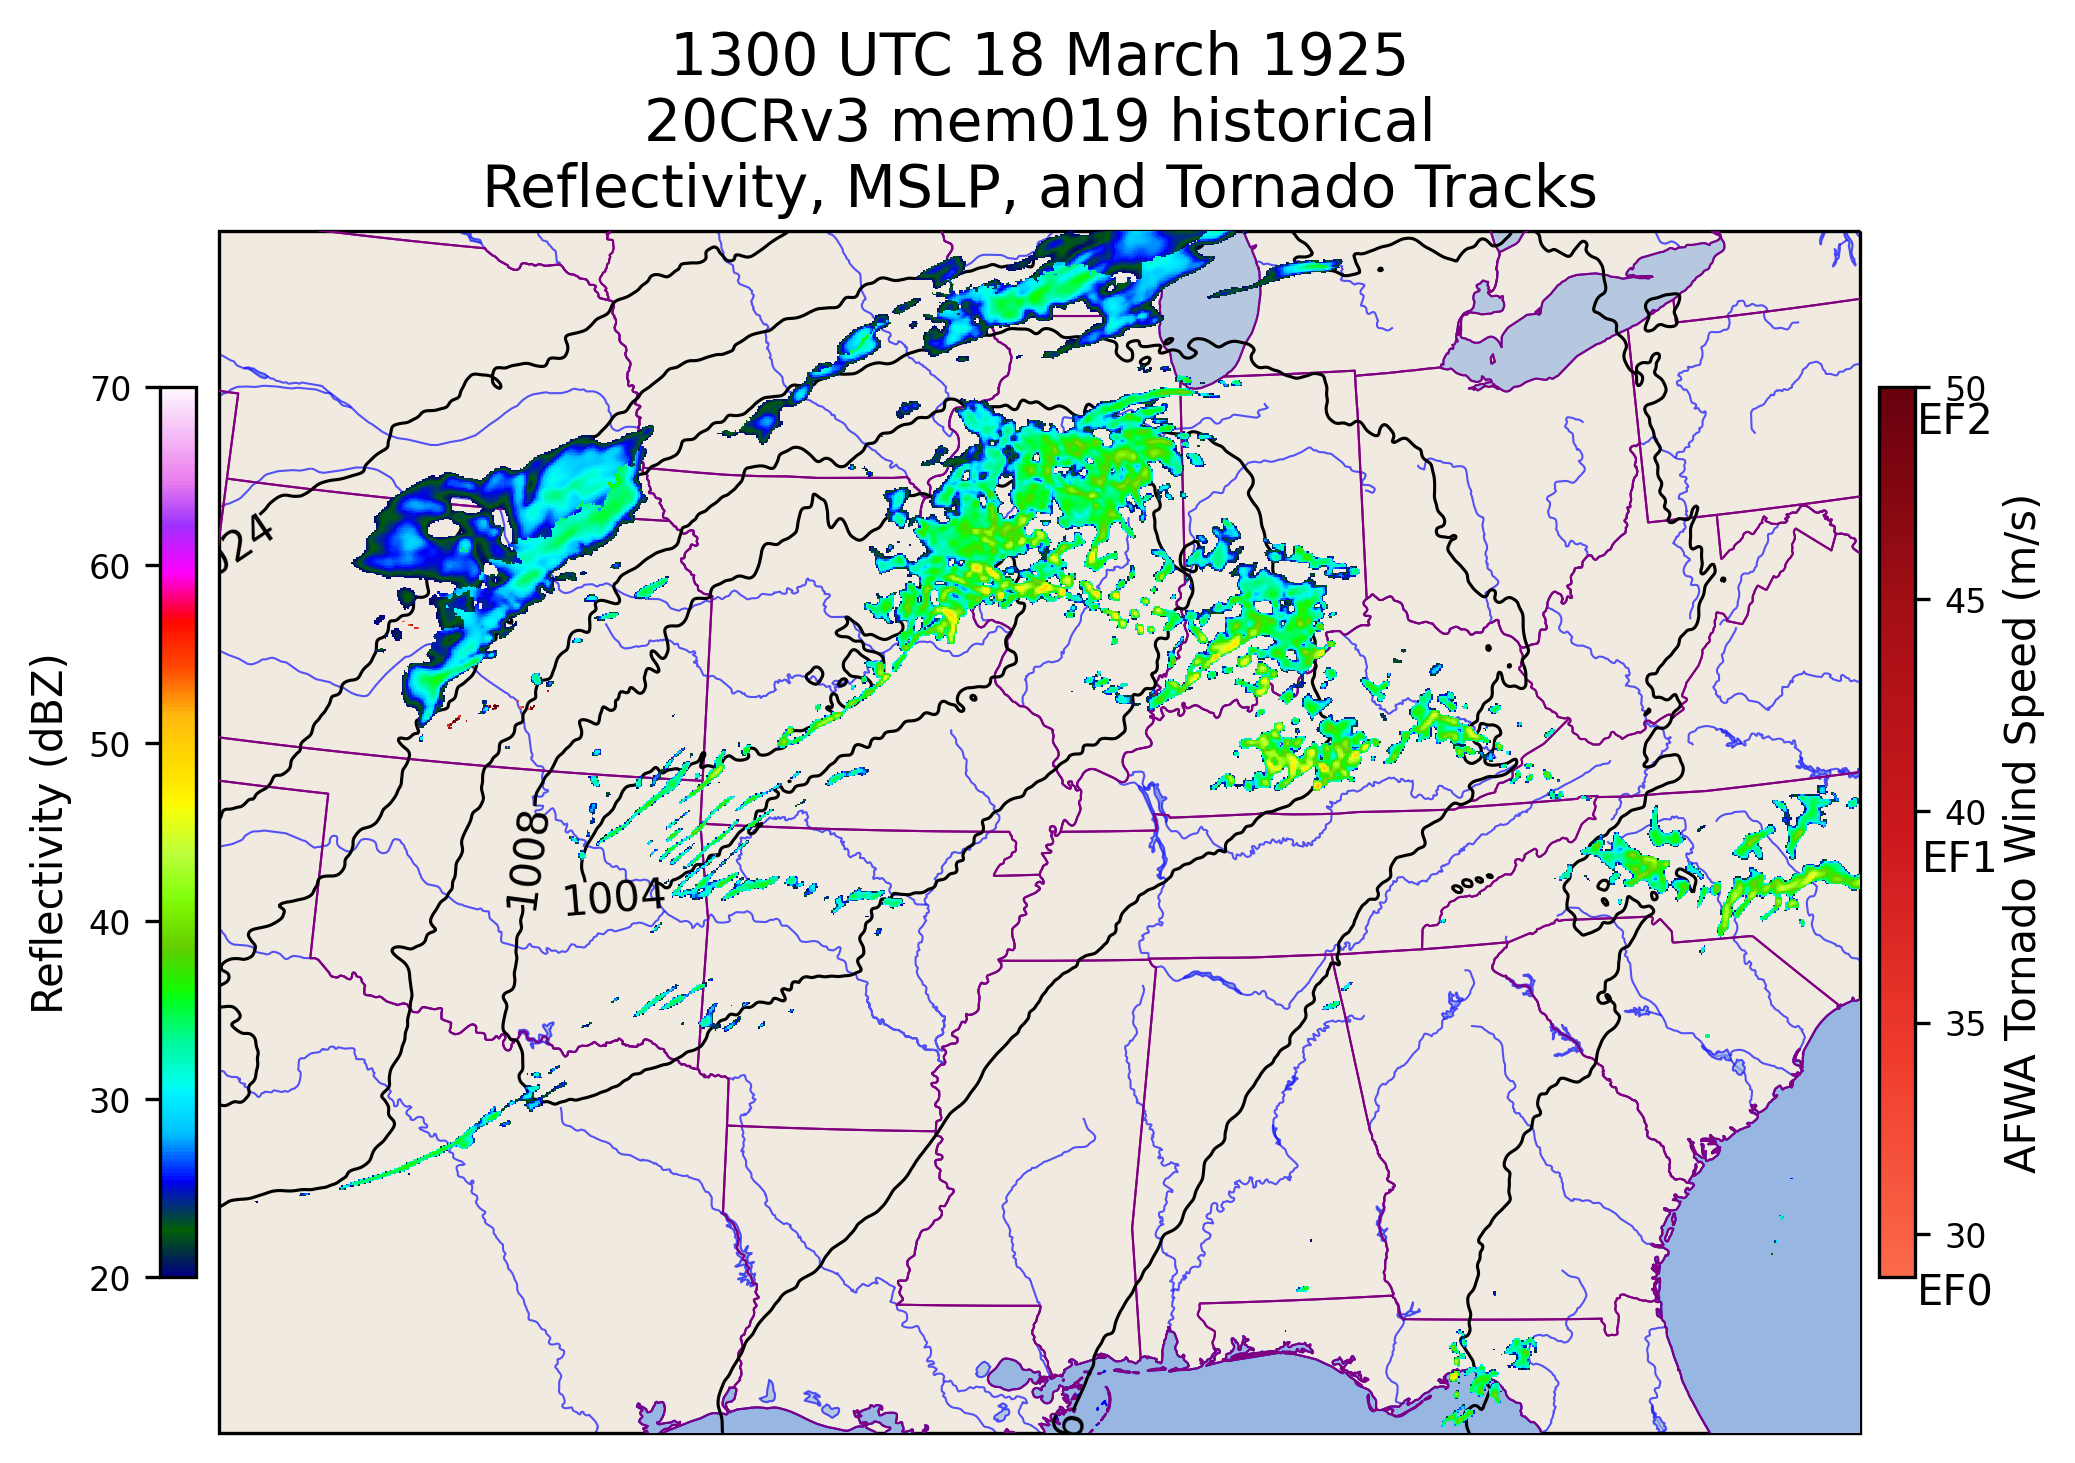 1300 UTC 18 March 1925
20CRv3 mem019 historical
Reflectivity, MSLP, and Tornado Tracks
70
60
50
40
30
20
Reflectivity (dBZ)
1008
1004
50
EF2
45
40
EF1
35
30
EF0
AFWA Tornado Wind Speed (m/s)